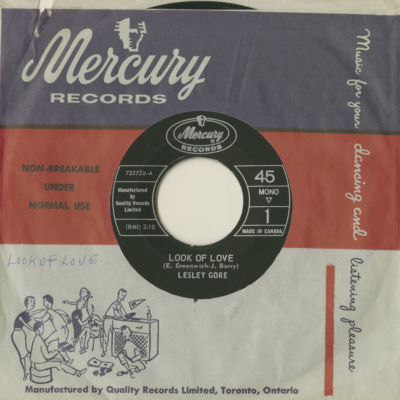 Mercury
RECORDS
Music for your dancing and listening pleasure
NON-BREAKABLE
UNDER
NORMAL USE
Mercury
RECORDS
72372X-A
Manufactured by
Quality Records
Limited
(BMI) 2:10
45
MONO
1
MADE IN CANADA
LOOK OF LOVE
(E. Greenwich-J. Barry)
LESLEY GORE
LOOK OF LOVE
Manufactured by Quality Records Limited, Toronto, Ontario